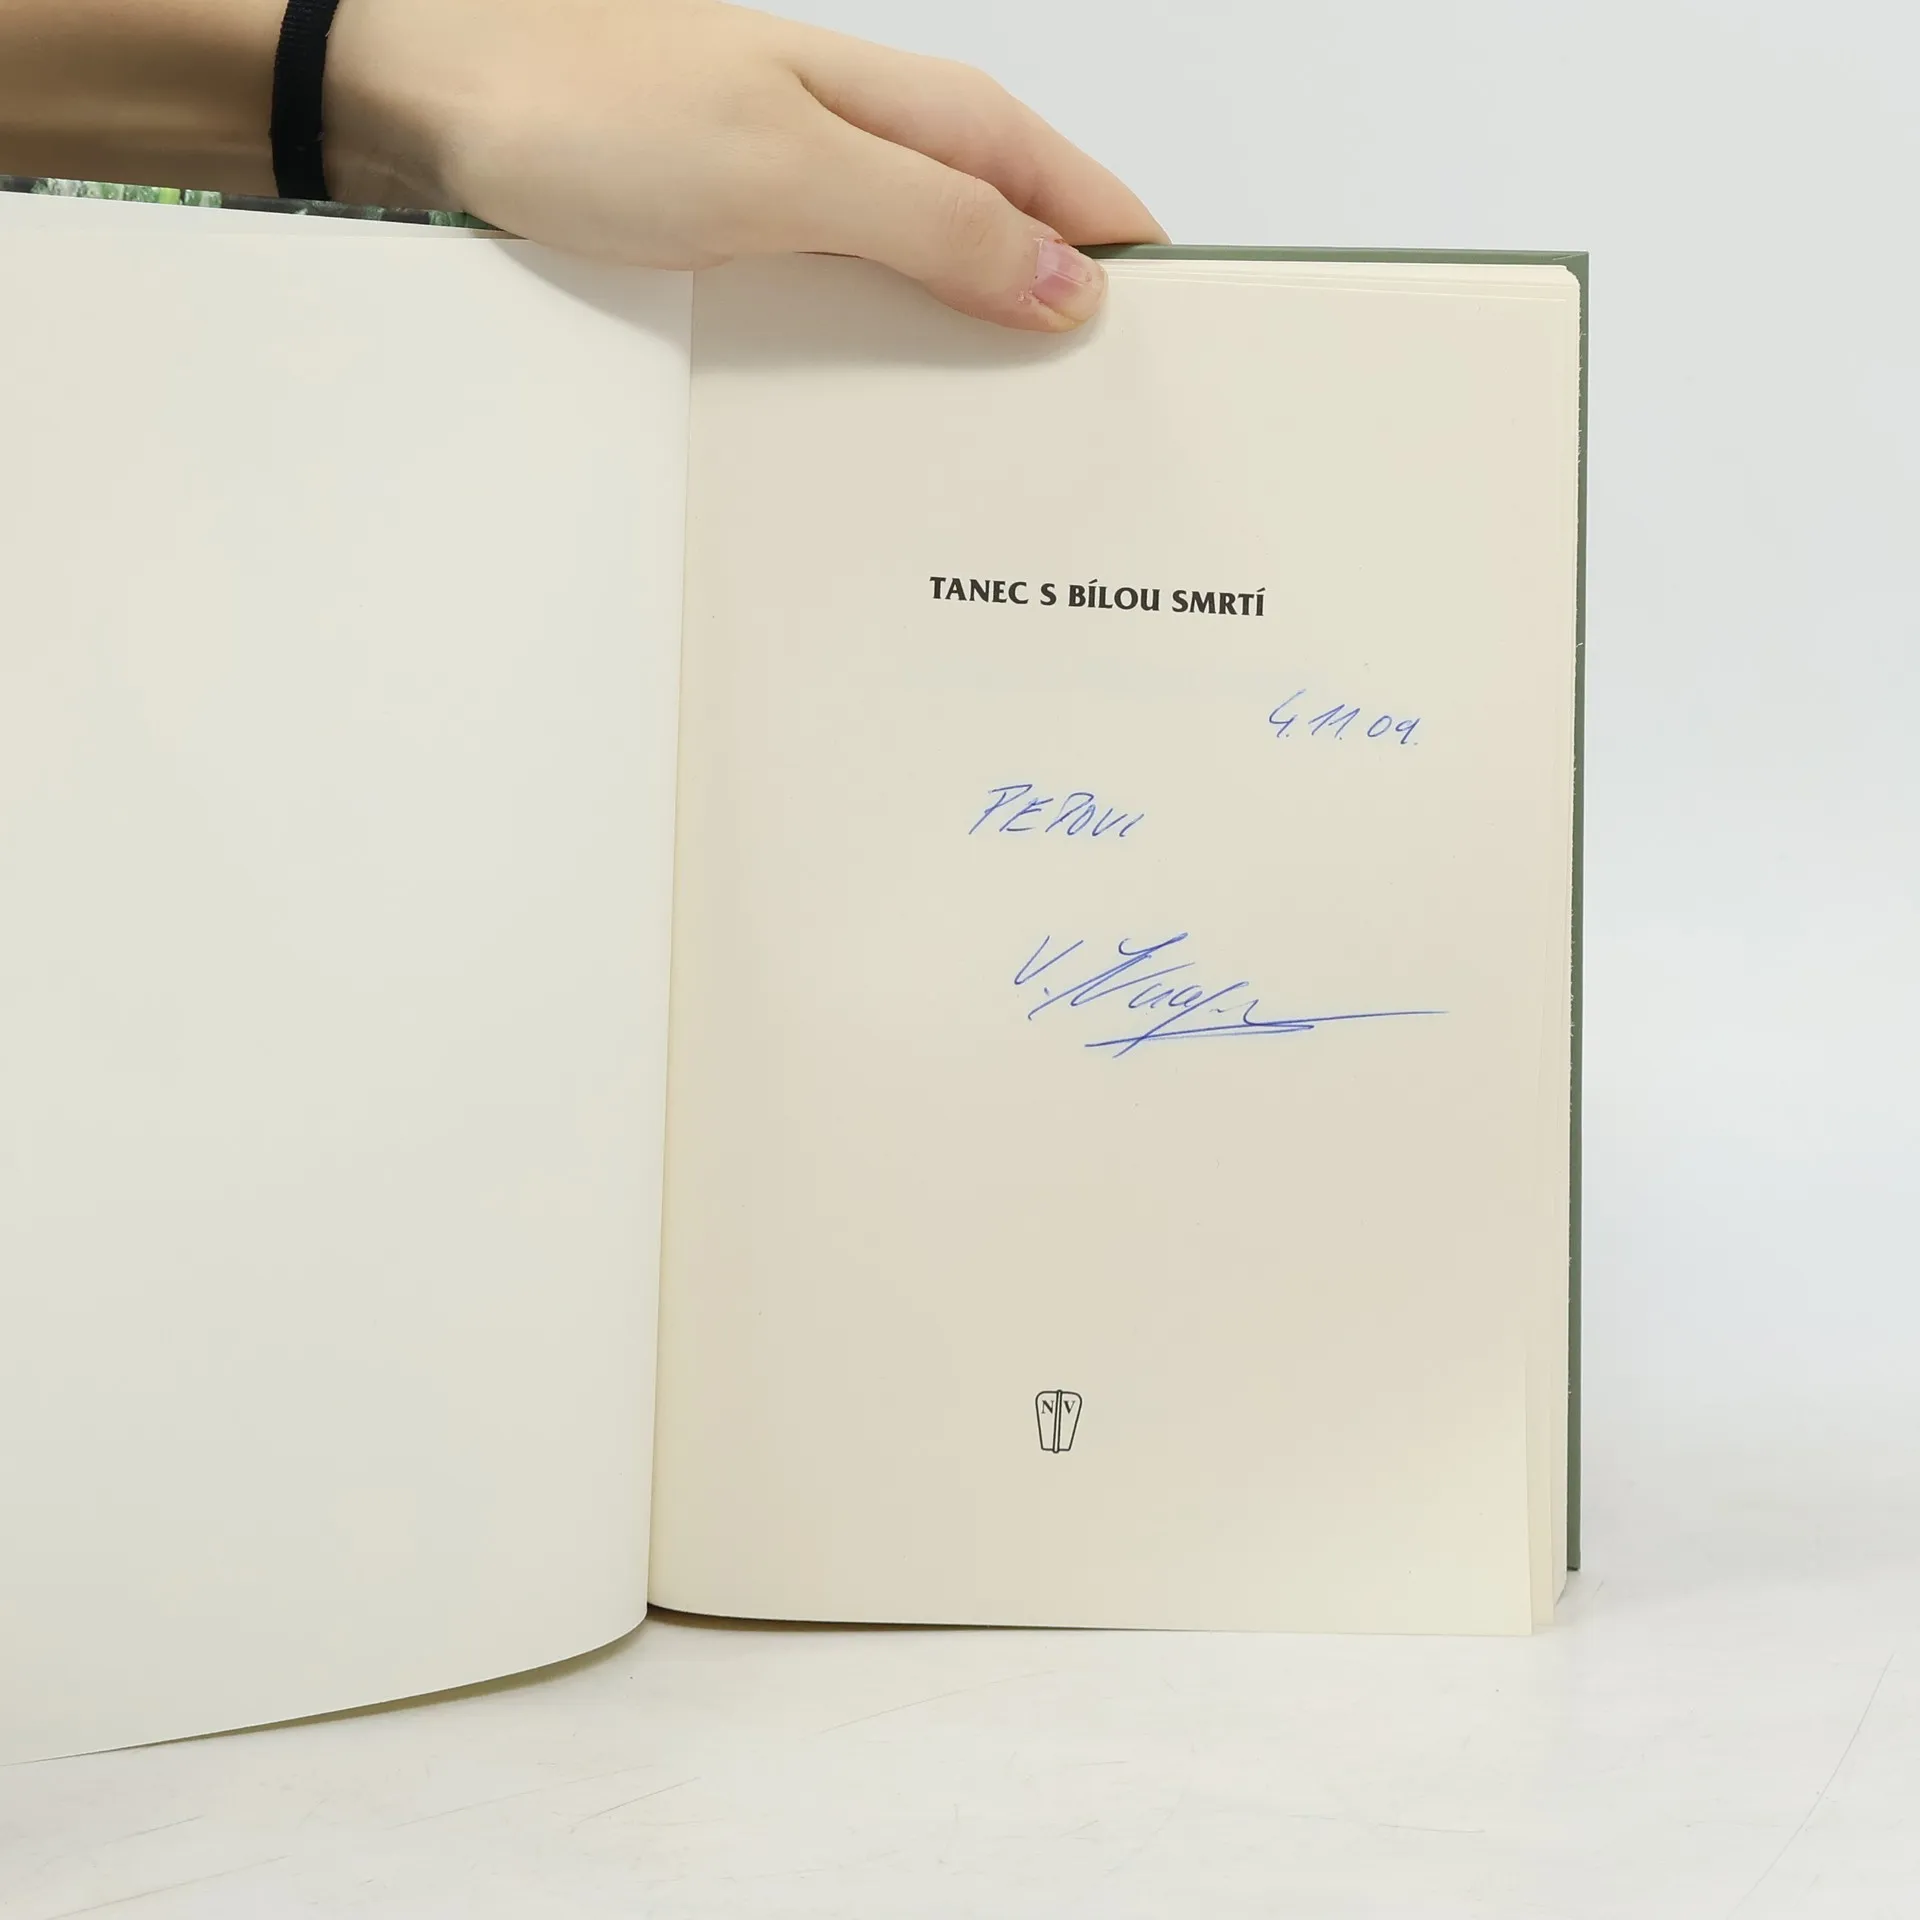 TANEC S BÍLOU SMRTÍ
4.11.09.
PEPOVI
N V